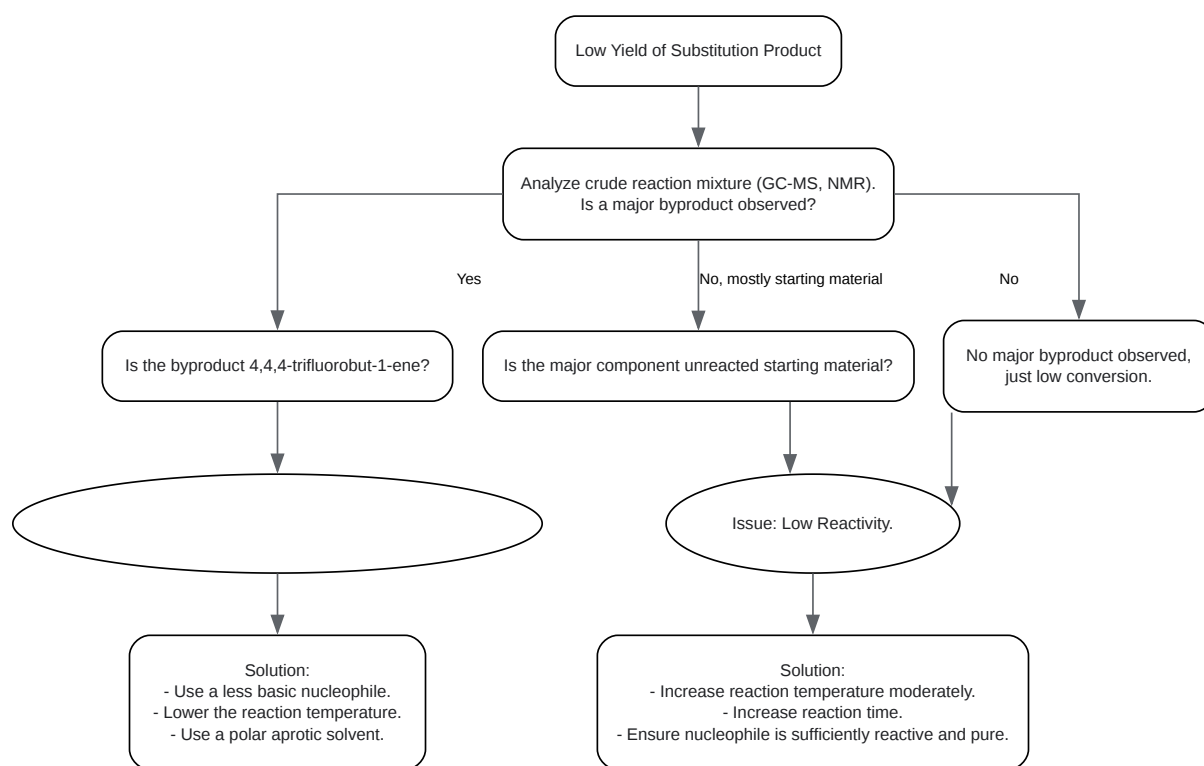 Low Yield of Substitution Product
Analyze crude reaction mixture (GC-MS, NMR).
Is a major byproduct observed?
Yes
No, mostly starting material
No
Is the byproduct 4,4,4-trifluorobut-1-ene?
Is the major component unreacted starting material?
No major byproduct observed,
just low conversion.
Issue: Low Reactivity.
Solution:
- Use a less basic nucleophile.
- Lower the reaction temperature.
- Use a polar aprotic solvent.
Solution:
- Increase reaction temperature moderately.
- Increase reaction time.
- Ensure nucleophile is sufficiently reactive and pure.